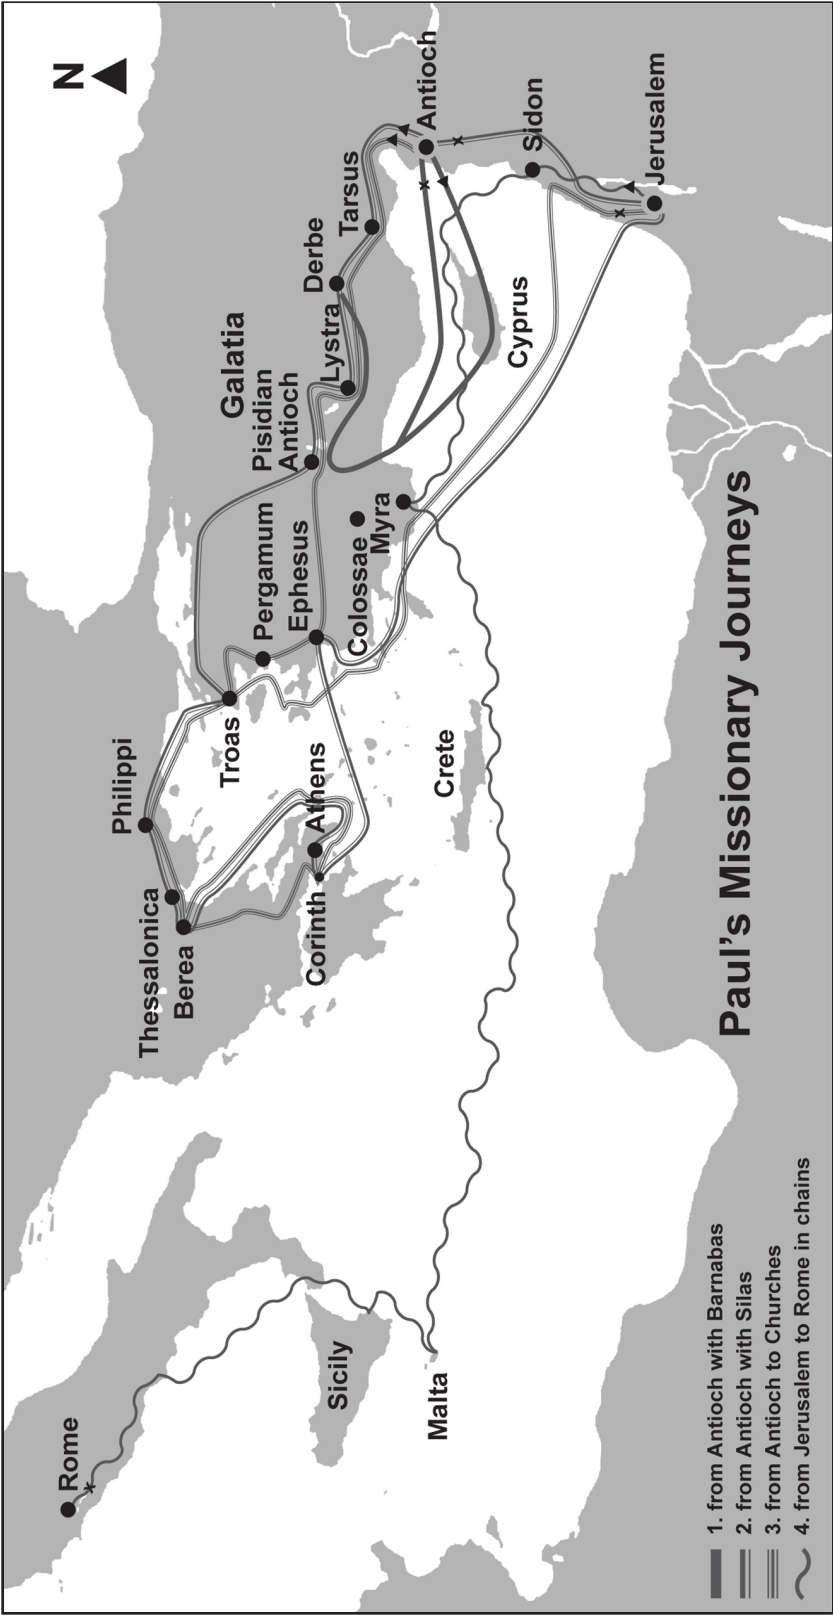 N
Rome
Sicily
Malta
Thessalonica
Berea
Philippi
Corinth
Athens
Troas
Crete
Pergamum
Ephesus
Colossae
Myra
Galatia
Pisidian
Antioch
Lystra
Derbe
Tarsus
Cyprus
Antioch
Sidon
Jerusalem
Paul's Missionary Journeys
1. from Antioch with Barnabas
2. from Antioch with Silas
3. from Antioch to Churches
4. from Jerusalem to Rome in chains